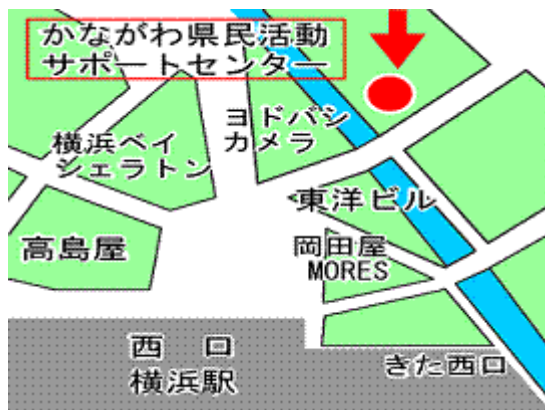 かながわ県民活動
サポートセンター
ヨドバシ
カメラ
横浜ベイ
シェラトン
東洋ビル
高島屋
岡田屋
MORES
西口
横浜駅
きた西口